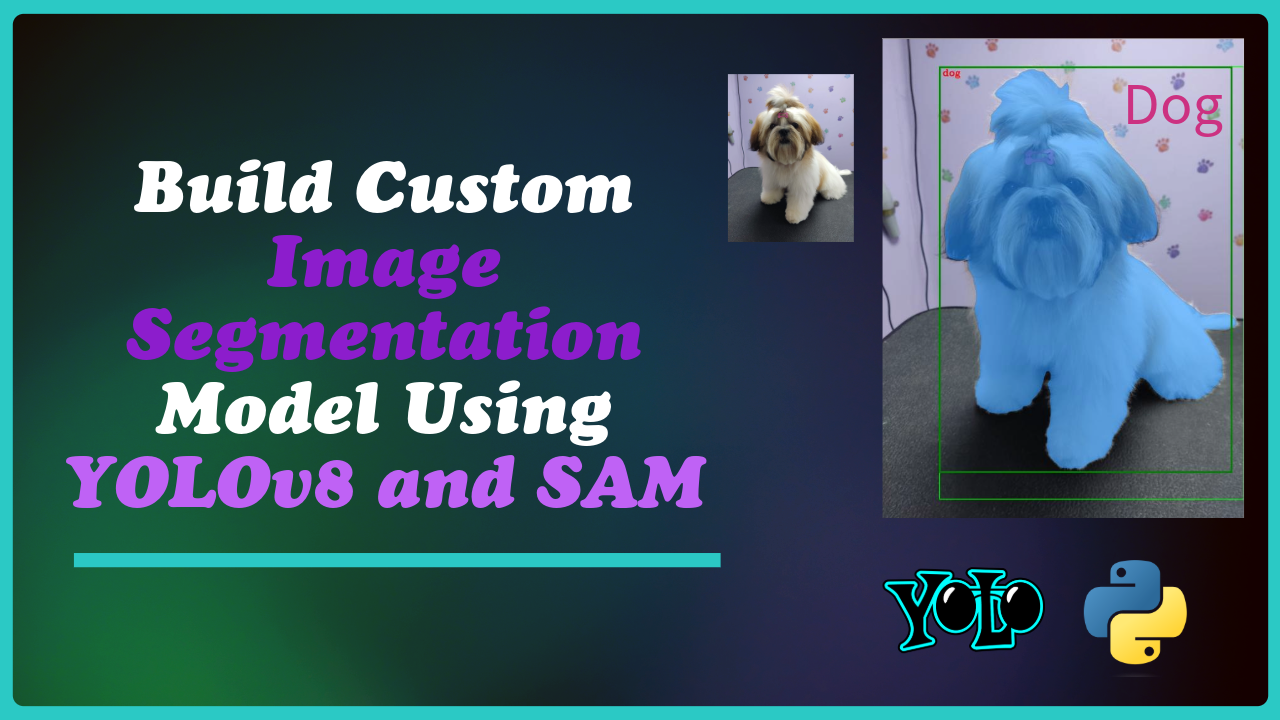 Build Custom
Image
Segmentation
Model Using
YOLOv8 and SAM
dog
Dog
YOLO